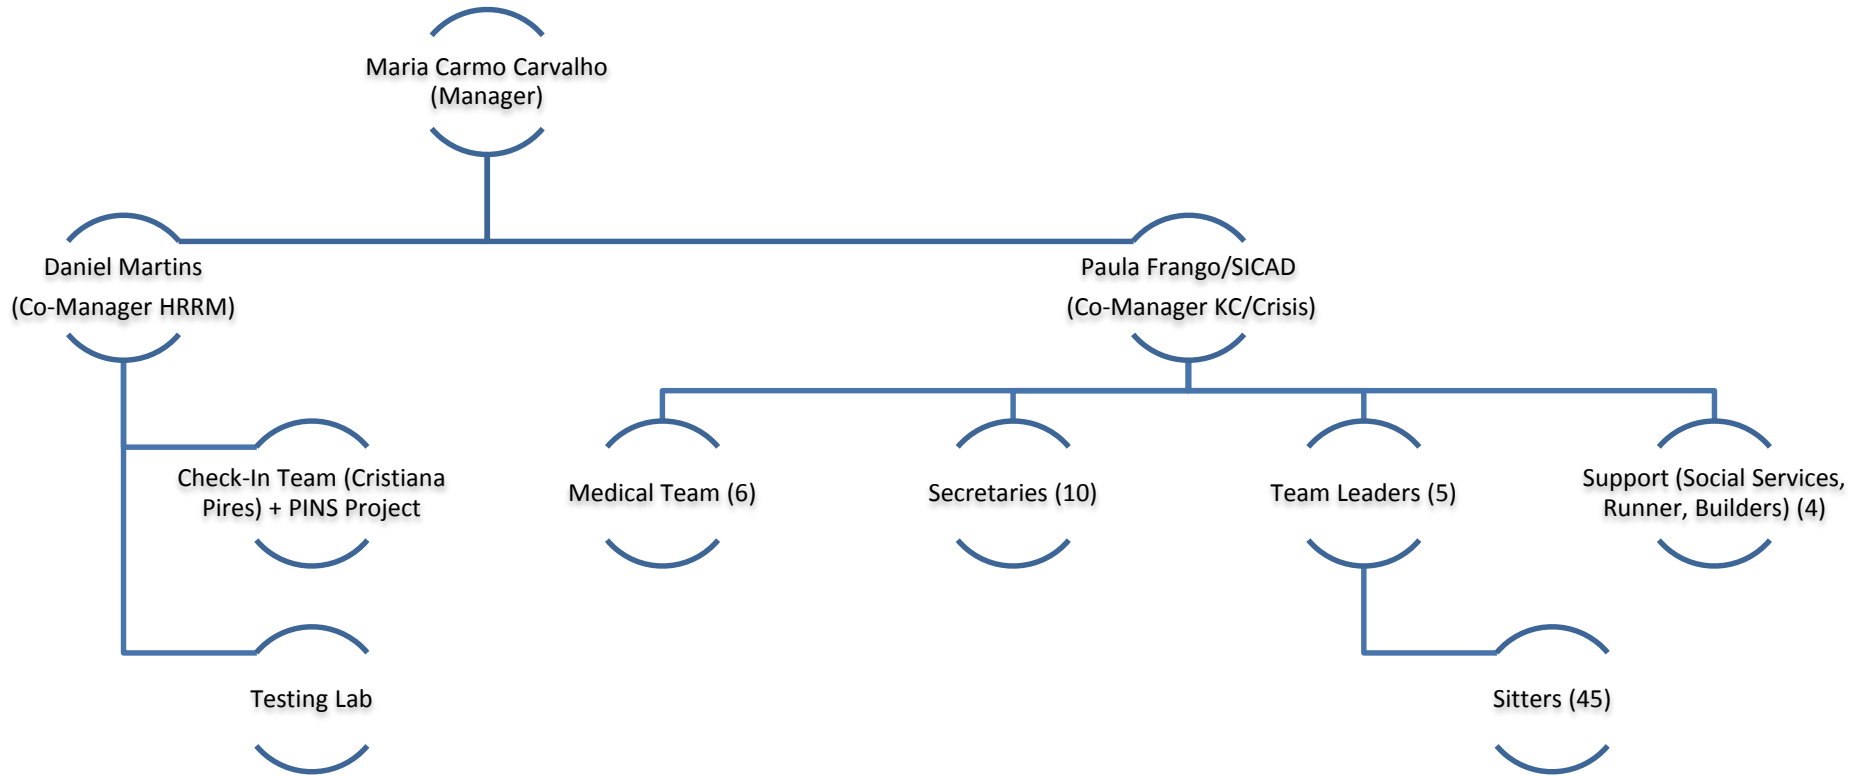 Maria Carmo Carvalho
(Manager)
Daniel Martins
(Co-Manager HRRM)
Paula Frango/SICAD
(Co-Manager KC/Crisis)
Check-In Team (Cristiana
Pires) + PINS Project
Medical Team (6)
Secretaries (10)
Team Leaders (5)
Support (Social Services,
Runner, Builders) (4)
Testing Lab
Sitters (45)